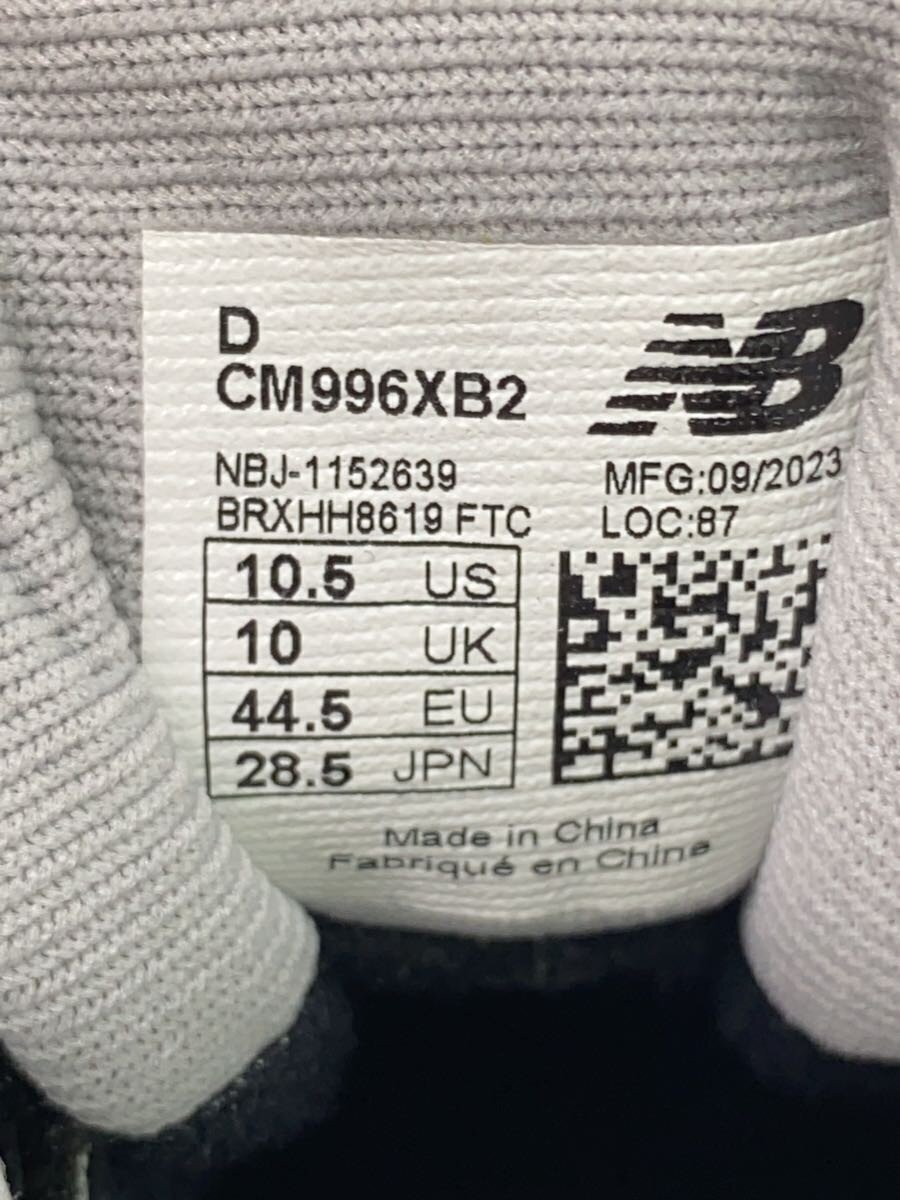 D
CM996XB2
NB
NBJ-1152639
MFG:09/2023
BRXHH8619 FTC
LOC:87
10.5 US
10 UK
44.5 EU
28.5 JPN
Made in China
Fabriqué en Chine